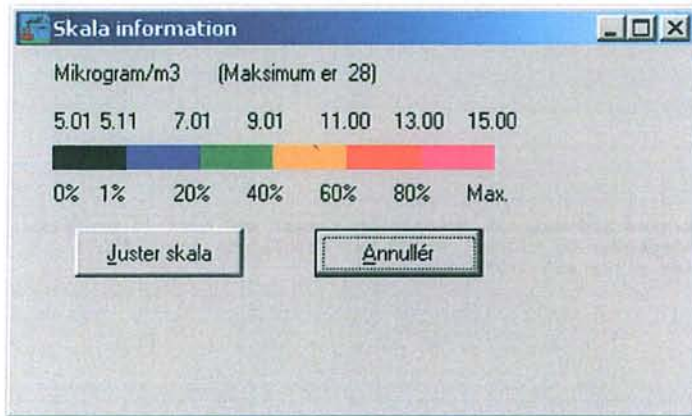 Skala information
Mikrogram/m3 (Maksimum er 28)
5.01 5.11 7.01 9.01 11.00 13.00 15.00
0% 1% 20% 40% 60% 80% Max.
Juster skala Annullér